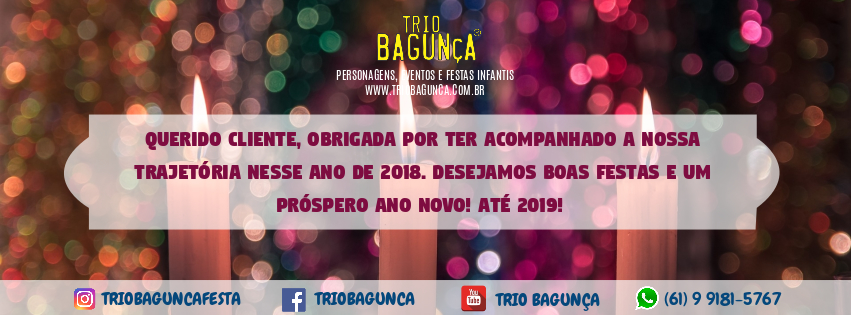 TRIO
BAGUNÇA
PERSONAGENS, EVENTOS E FESTAS INFANTIS
WWW.TRIOBAGUNCA.COM.BR
QUERIDO CLIENTE, OBRIGADA POR TER ACOMPANHADO A NOSSA
TRAJETÓRIA NESSE ANO DE 2018. DESEJAMOS BOAS FESTAS E UM
PRÓSPERO ANO NOVO! ATÉ 2019!
TRIOBAGUNCAFESTA TRIOBAGUNCA You Tube TRIO BAGUNÇA (61) 9 9181-5767